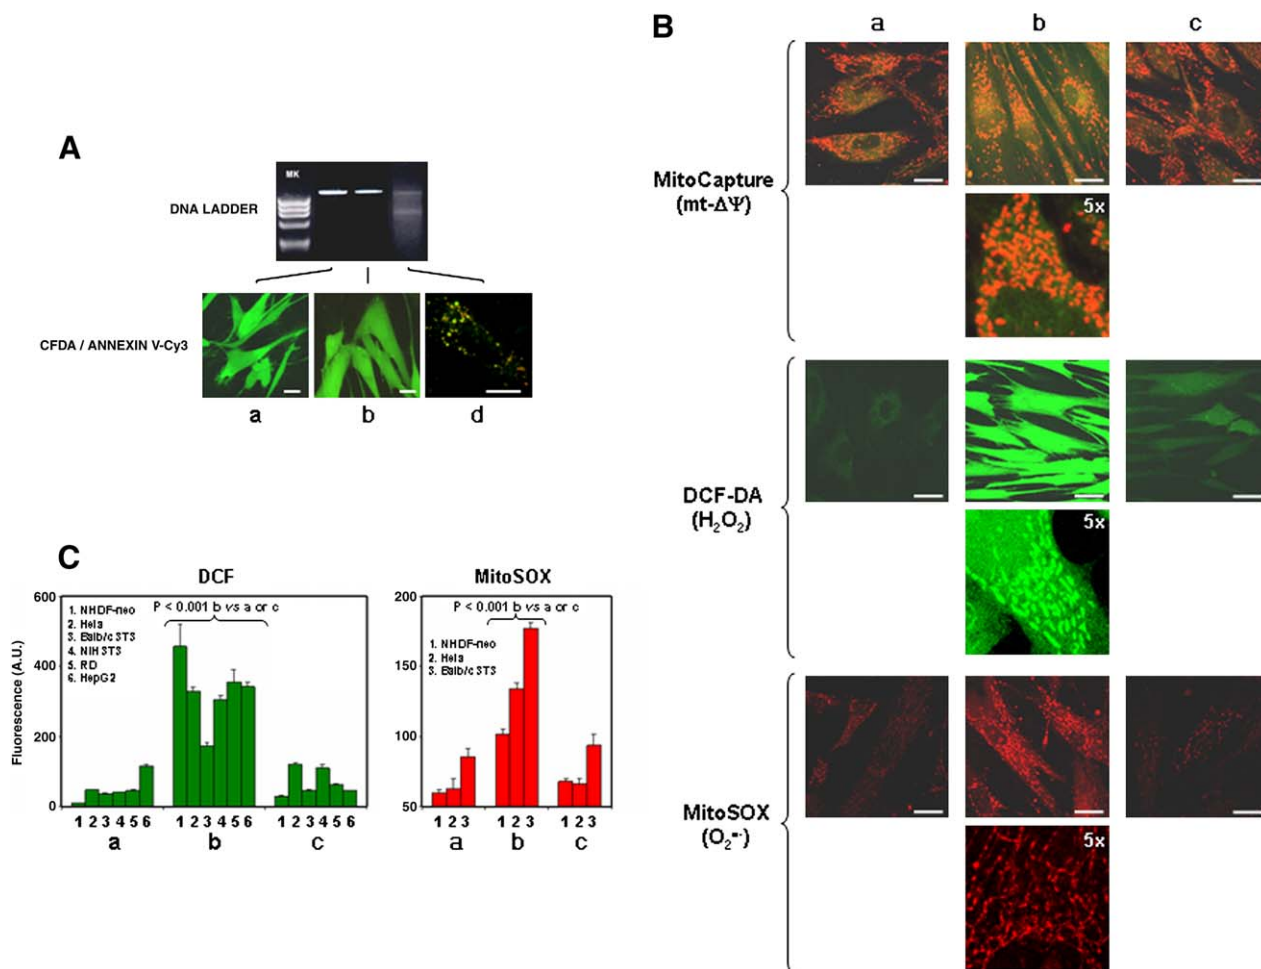 A
MK
DNA LADDER
CFDA / ANNEXIN V-Cy3
a b d
B
a b c
MitoCapture
(mt-ΔΨ)
5x
DCF-DA
(H₂O₂)
5x
MitoSOX
(O₂▪-)
5x
C
DCF
600
400
200
0
Fluorescence (A.U.)
1. NHDF-neo
2. Hela
3. Balb/c 3T3
4. NIH 3T3
5. RD
6. HepG2
P < 0.001 b vs a or c
1 2 3 4 5 6 1 2 3 4 5 6 1 2 3 4 5 6
a b c
MitoSOX
200
150
100
50
P < 0.001 b vs a or c
1. NHDF-neo
2. Hela
3. Balb/c 3T3
1 2 3 1 2 3 1 2 3
a b c